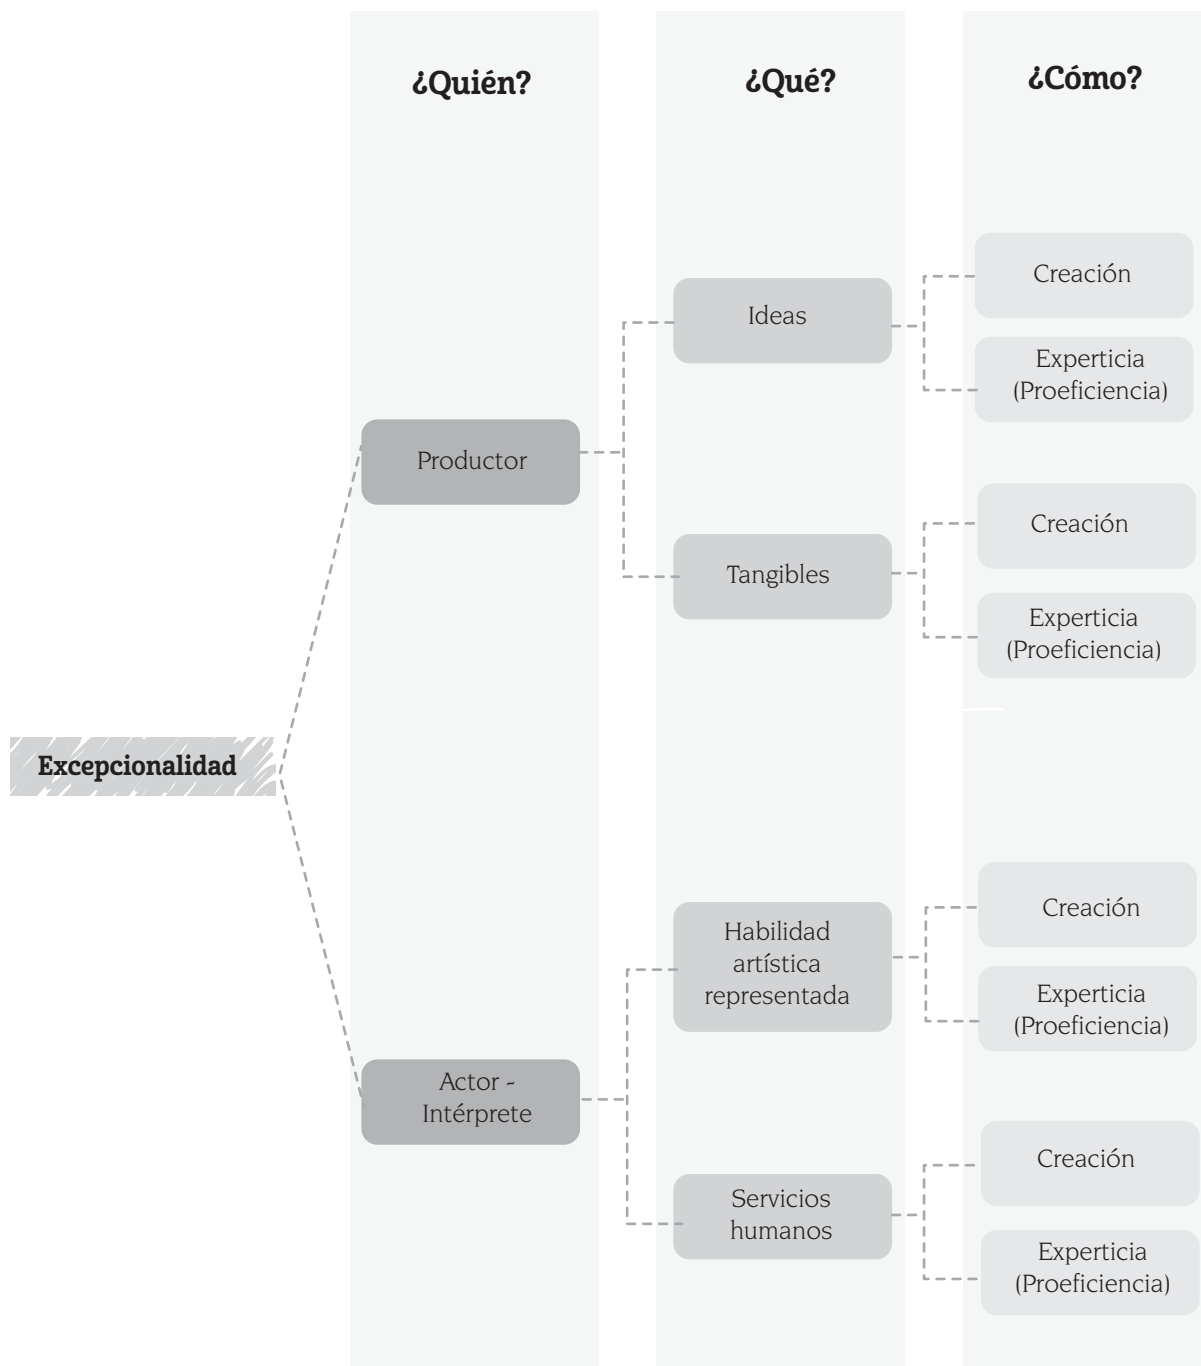 ¿Quién?
¿Qué?
¿Cómo?
Excepcionalidad
Productor
Ideas
Creación
Experticia
(Proeficiencia)
Tangibles
Creación
Experticia
(Proeficiencia)
Actor -
Intérprete
Habilidad
artística
representada
Creación
Experticia
(Proeficiencia)
Servicios
humanos
Creación
Experticia
(Proeficiencia)